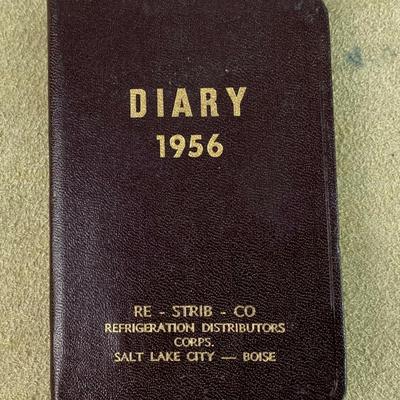 DIARY
1956
RE - STRIB - CO
REFRIGERATION DISTRIBUTORS
CORPS.
SALT LAKE CITY — BOISE